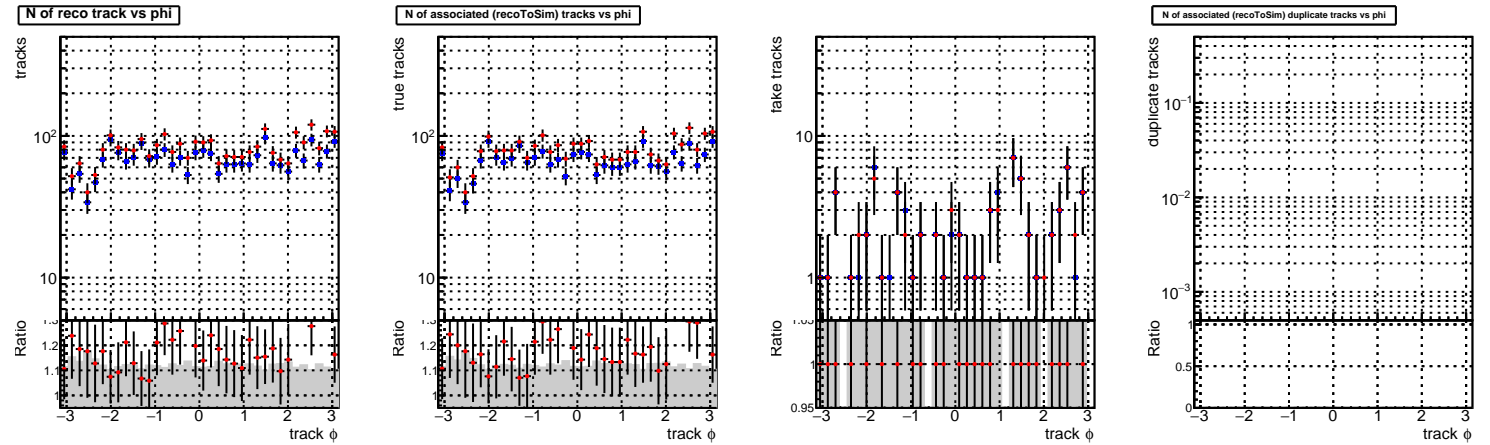 N of reco track vs phi
tracks
10²
10
Ratio
1.3
1.2
1.1
1
−3 −2 −1 0 1 2 3
track ϕ
N of associated (recoToSim) tracks vs phi
true tracks
10²
10
Ratio
1.3
1.2
1.1
1
−3 −2 −1 0 1 2 3
track ϕ
fake tracks
10
1
Ratio
1.05
1
0.95
−3 −2 −1 0 1 2 3
track ϕ
N of associated (recoToSim) duplicate tracks vs phi
duplicate tracks
10⁻¹
10⁻²
10⁻³
Ratio
1
0.5
0
−3 −2 −1 0 1 2 3
track ϕ